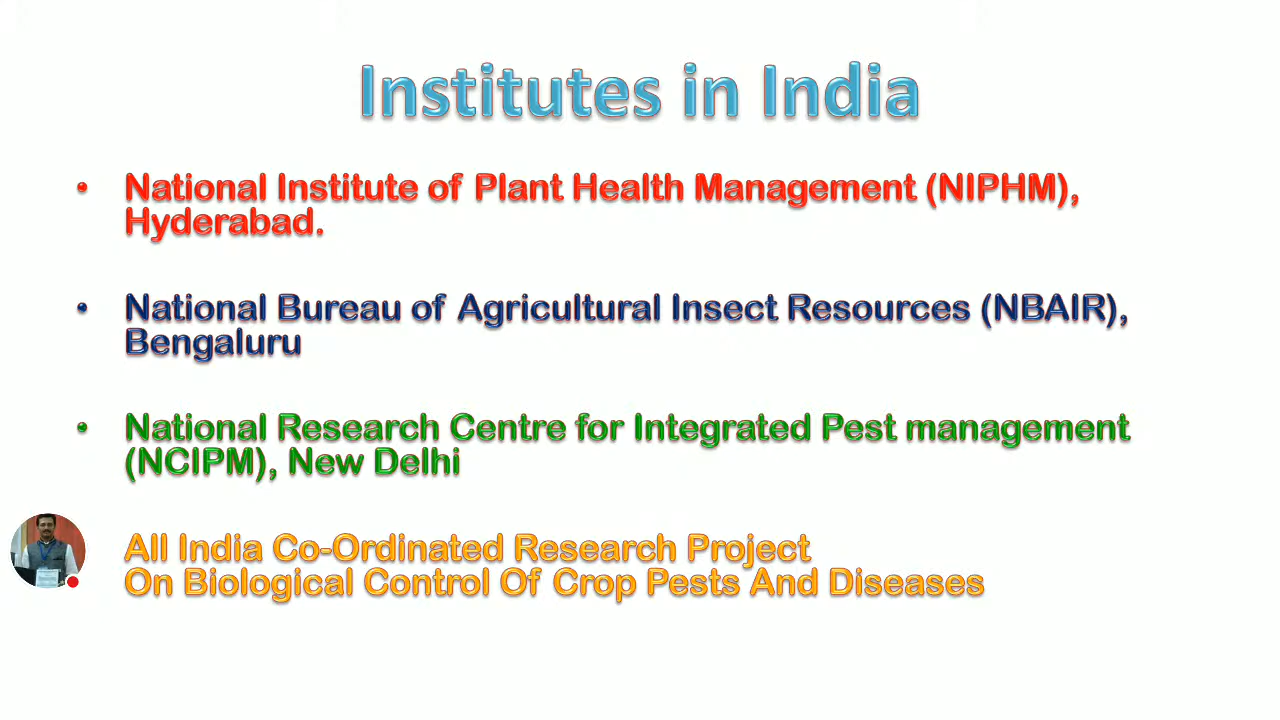 Institutes in India
• National Institute of Plant Health Management (NIPHM),
Hyderabad.
• National Bureau of Agricultural Insect Resources (NBAIR),
Bengaluru
• National Research Centre for Integrated Pest management
(NCIPM), New Delhi
All India Co-Ordinated Research Project
On Biological Control Of Crop Pests And Diseases